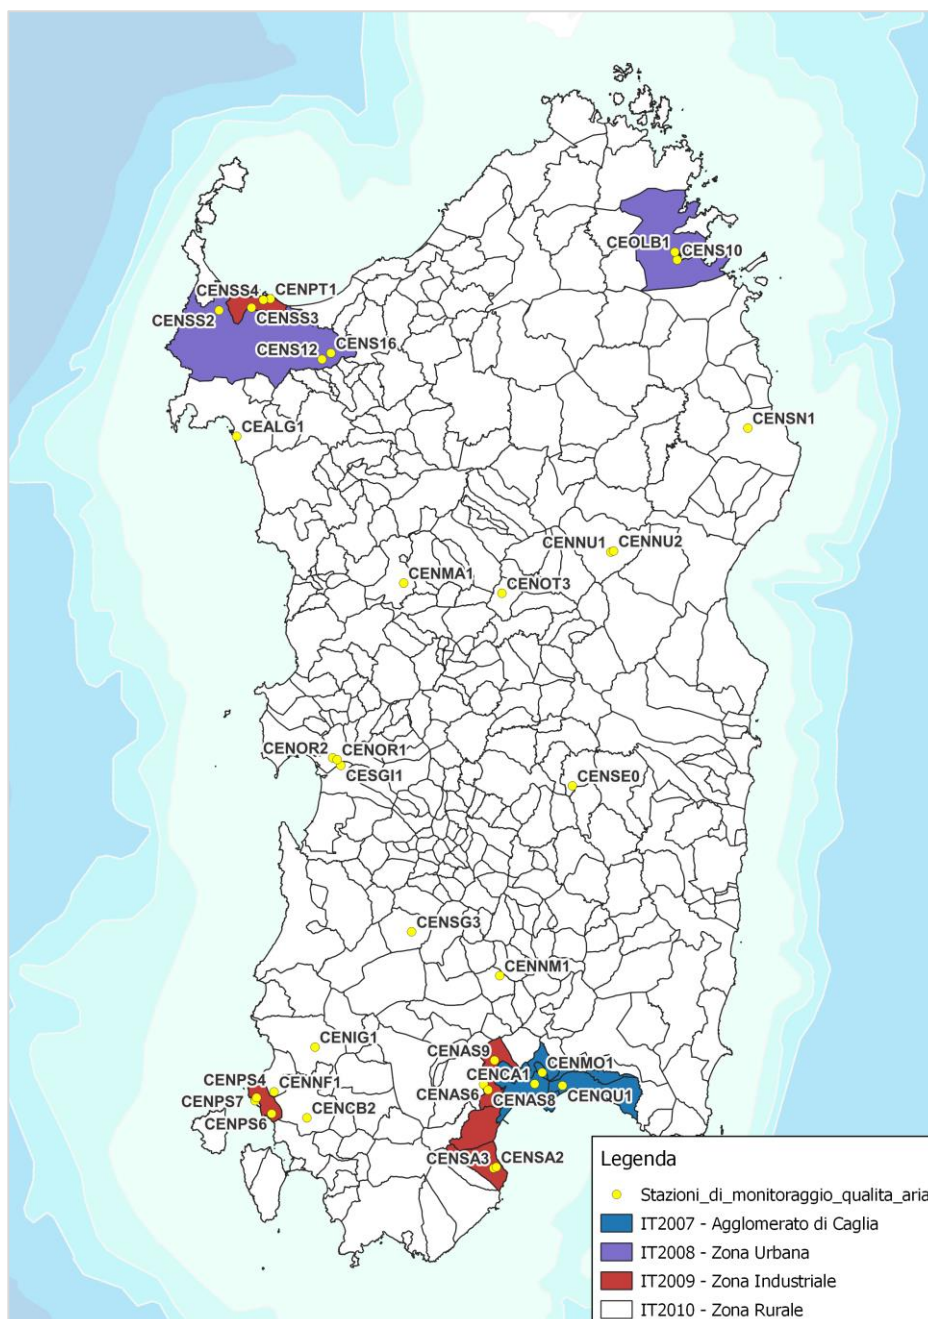 CEOLB1
CENS10
CENSS4
CENPT1
CENSS2
CENSS3
CENS12
CENS16
CEALG1
CENSN1
CENNU1
CENNU2
CENMA1
CENOT3
CENOR2
CENOR1
CESGI1
CENSE0
CENSG3
CENNM1
CENIG1
CENAS9
CENMO1
CENCA1
CENPS4
CENNF1
CENAS6
CENAS8
CENQU1
CENPS7
CENCB2
CENPS6
CENSA3
CENSA2
Legenda
Stazioni_di_monitoraggio_qualita_aria
IT2007 - Agglomerato di Caglia
IT2008 - Zona Urbana
IT2009 - Zona Industriale
IT2010 - Zona Rurale